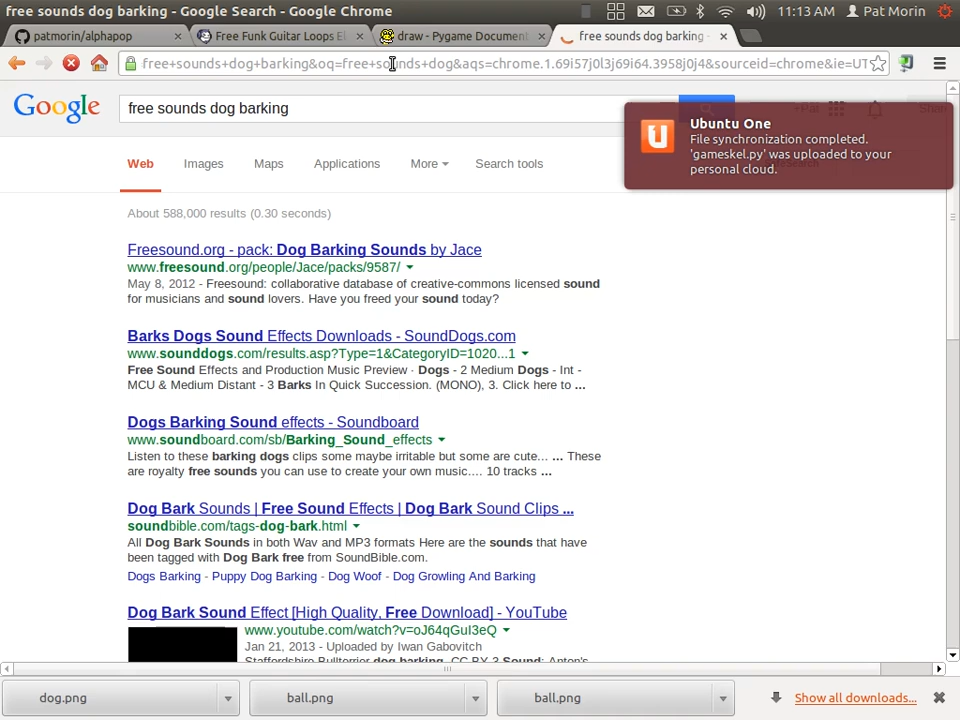 free sounds dog barking - Google Search - Google Chrome
11:13 AM
Pat Morin
patmorin/alphapop
Free Funk Guitar Loops El
draw - Pygame Document
free sounds dog barking -
free+sounds+dog+barking&oq=free+sounds+dog&aqs=chrome.1.69i57j0l3j69i64.3958j0j4&sourceid=chrome&ie=UT
Google
free sounds dog barking
Ubuntu One
File synchronization completed.
'gameskel.py' was uploaded to your
personal cloud.
Web
Images
Maps
Applications
More
Search tools
About 588,000 results (0.30 seconds)
Freesound.org - pack: Dog Barking Sounds by Jace
www.freesound.org/people/Jace/packs/9587/
May 8, 2012 - Freesound: collaborative database of creative-commons licensed sound
for musicians and sound lovers. Have you freed your sound today?
Barks Dogs Sound Effects Downloads - SoundDogs.com
www.sounddogs.com/results.asp?Type=1&CategoryID=1020...1
Free Sound Effects and Production Music Preview · Dogs - 2 Medium Dogs - Int -
MCU & Medium Distant - 3 Barks In Quick Succession. (MONO), 3. Click here to ...
Dogs Barking Sound effects - Soundboard
www.soundboard.com/sb/Barking_Sound_effects
Listen to these barking dogs clips some maybe irritable but some are cute... ... These
are royalty free sounds you can use to create your own music.... 10 tracks ...
Dog Bark Sounds | Free Sound Effects | Dog Bark Sound Clips ...
soundbible.com/tags-dog-bark.html
All Dog Bark Sounds in both Wav and MP3 formats Here are the sounds that have
been tagged with Dog Bark free from SoundBible.com.
Dogs Barking - Puppy Dog Barking - Dog Woof - Dog Growling And Barking
Dog Bark Sound Effect [High Quality, Free Download] - YouTube
www.youtube.com/watch?v=oJ64qGuI3eQ
Jan 21, 2013 - Uploaded by Iwan Gabovitch
Staffordshire Bullterrier dog barking, CC-BY 3 Sound: Anton's
dog.png
ball.png
ball.png
Show all downloads...